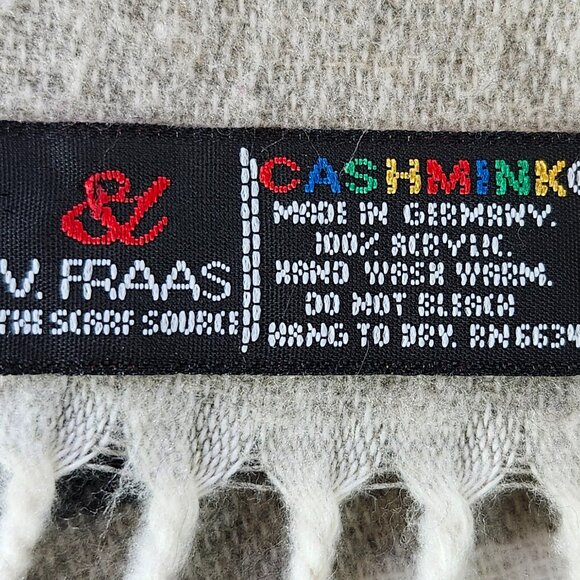 V. FRAAS
THE SCARF SOURCE
CASHMINK®
MADE IN GERMANY.
100% ACRYLIC.
HAND WASH WARM.
DO NOT BLEACH
HANG TO DRY. RN 6634